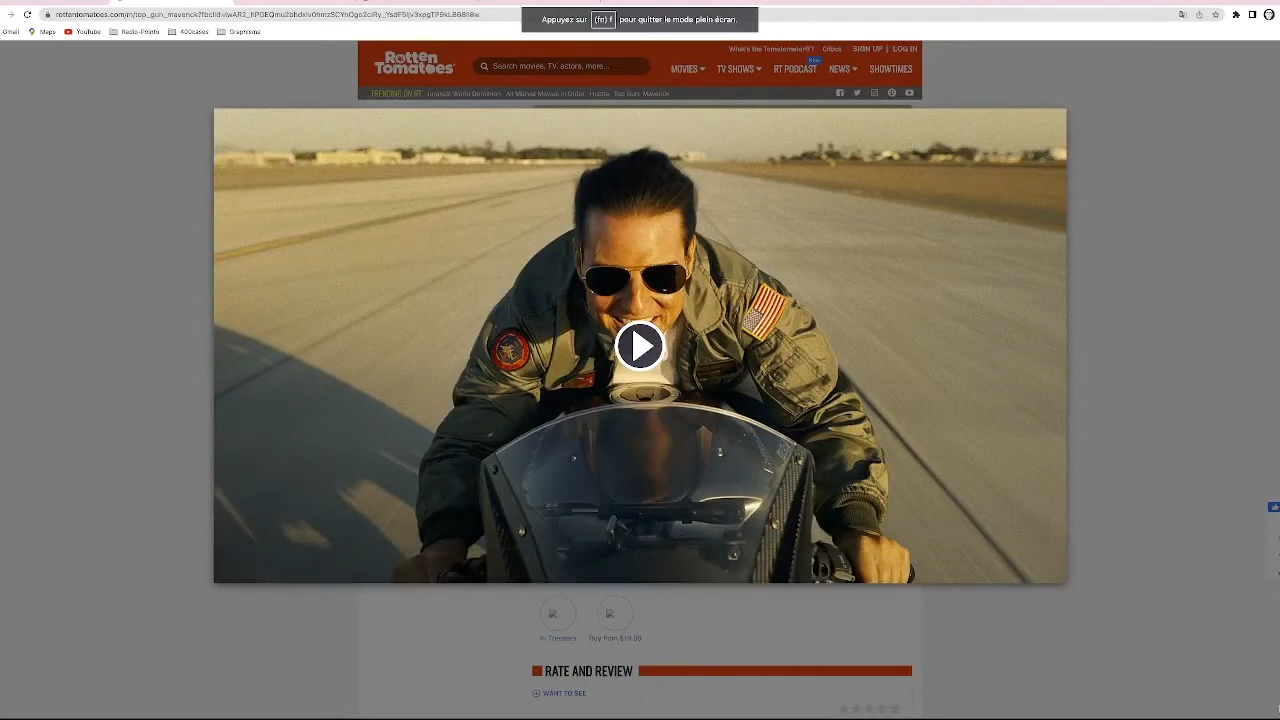 rottentomatoes.com/m/top_gun_maverick?fbclid=
Appuyez sur (fn) f pour quitter le mode plein écran.
Gmail Maps YouTube Radio-Pointo 400cases Graphisme
Rotten Tomatoes
Search movies, TV, actors, more...
What's the Tomatometer®? Critics SIGN UP | LOG IN
MOVIES TV SHOWS RT PODCAST New NEWS SHOWTIMES
TRENDING ON RT Jurassic World Dominion All Marvel Movies in Order Hustle Top Gun Maverick
In Theaters Buy from $19.99
RATE AND REVIEW
WANT TO SEE